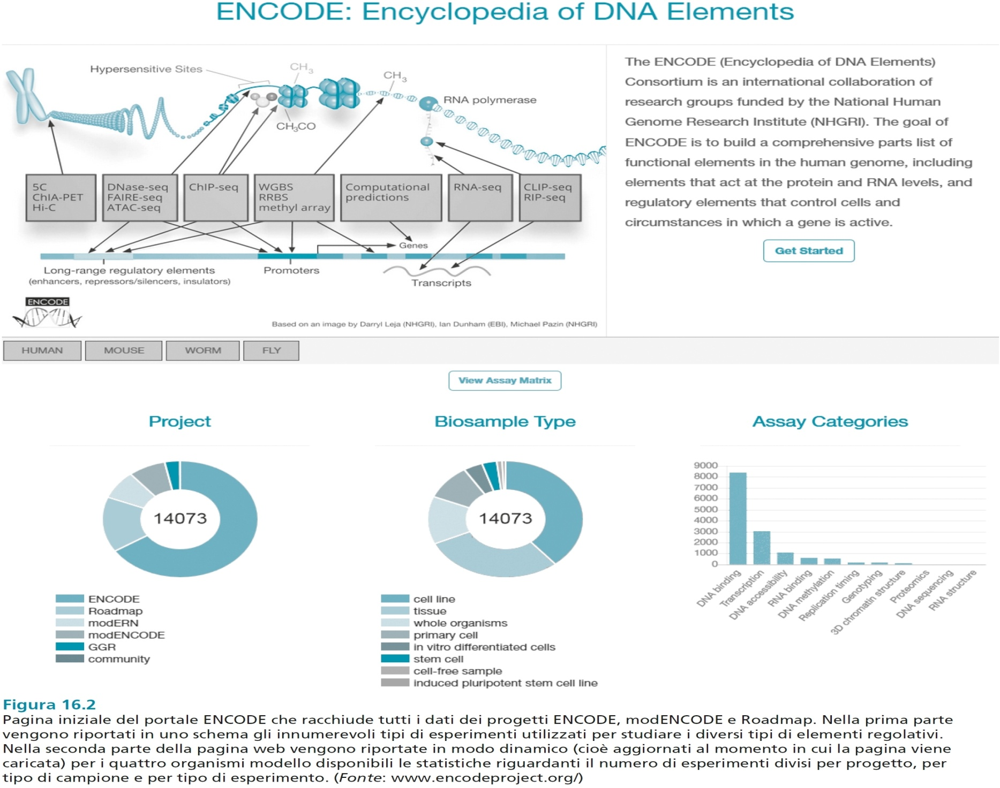 ENCODE: Encyclopedia of DNA Elements
Hypersensitive Sites
CH3
CH3
RNA polymerase
CH3CO
5C
ChIA-PET
Hi-C
DNase-seq
FAIRE-seq
ATAC-seq
ChIP-seq
WGBS
RRBS
methyl array
Computational
predictions
RNA-seq
CLIP-seq
RIP-seq
Genes
Long-range regulatory elements
(enhancers, repressors/silencers, insulators)
Promoters
Transcripts
ENCODE
Based on an image by Darryl Leja (NHGRI), Ian Dunham (EBI), Michael Pazin (NHGRI)
The ENCODE (Encyclopedia of DNA Elements)
Consortium is an international collaboration of
research groups funded by the National Human
Genome Research Institute (NHGRI). The goal of
ENCODE is to build a comprehensive parts list of
functional elements in the human genome, including
elements that act at the protein and RNA levels, and
regulatory elements that control cells and
circumstances in which a gene is active.
Get Started
HUMAN
MOUSE
WORM
FLY
View Assay Matrix
Project
14073
ENCODE
Roadmap
modERN
modENCODE
GGR
community
Biosample Type
14073
cell line
tissue
whole organisms
primary cell
in vitro differentiated cells
stem cell
cell-free sample
induced pluripotent stem cell line
Assay Categories
9000
8000
7000
6000
5000
4000
3000
2000
1000
0
DNA binding
Transcription
DNA accessibility
RNA binding
DNA methylation
Replication timing
Genotyping
3D chromatin structure
Proteomics
DNA sequencing
RNA structure
Figura 16.2
Pagina iniziale del portale ENCODE che racchiude tutti i dati dei progetti ENCODE, modENCODE e Roadmap. Nella prima parte
vengono riportati in uno schema gli innumerevoli tipi di esperimenti utilizzati per studiare i diversi tipi di elementi regolativi.
Nella seconda parte della pagina web vengono riportate in modo dinamico (cioè aggiornati al momento in cui la pagina viene
caricata) per i quattro organismi modello disponibili le statistiche riguardanti il numero di esperimenti divisi per progetto, per
tipo di campione e per tipo di esperimento. (Fonte: www.encodeproject.org/)